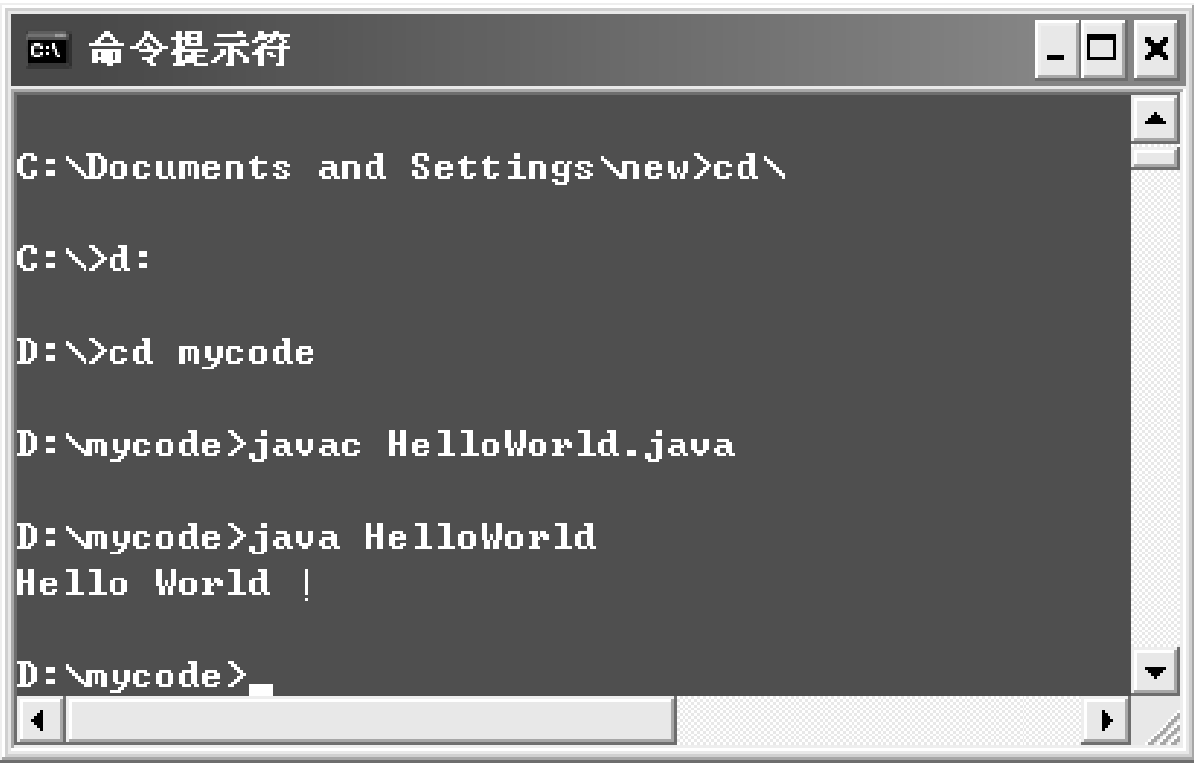 C:\ 命令提示符
C:\Documents and Settings\new>cd\
C:\>d:
D:\>cd mycode
D:\mycode>javac HelloWorld.java
D:\mycode>java HelloWorld
Hello World ！
D:\mycode>_